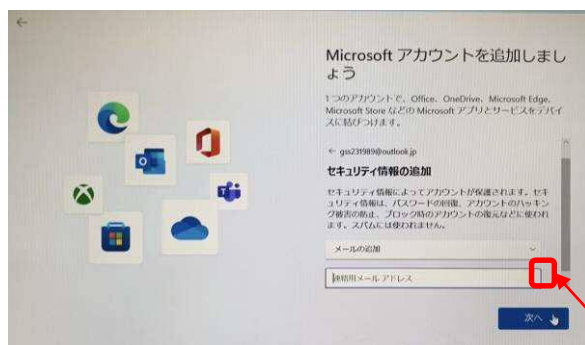 Microsoft アカウントを追加しまし
ょう
1 つのアカウントで、Office、OneDrive、Microsoft Edge、
Microsoft Store などの Microsoft アプリとサービスをデバイ
スに結びつけます。
← gss231989@outlook.jp
セキュリティ情報の追加
セキュリティ情報によってアカウントが保護されます。セキ
ュリティ情報は、パスワードの回復、アカウントのハッキン
グ被害の防止、ブロック時のアカウントの復元などに使われ
ます。スパムには使われません。
メールの追加
連絡用メール アドレス
次へ